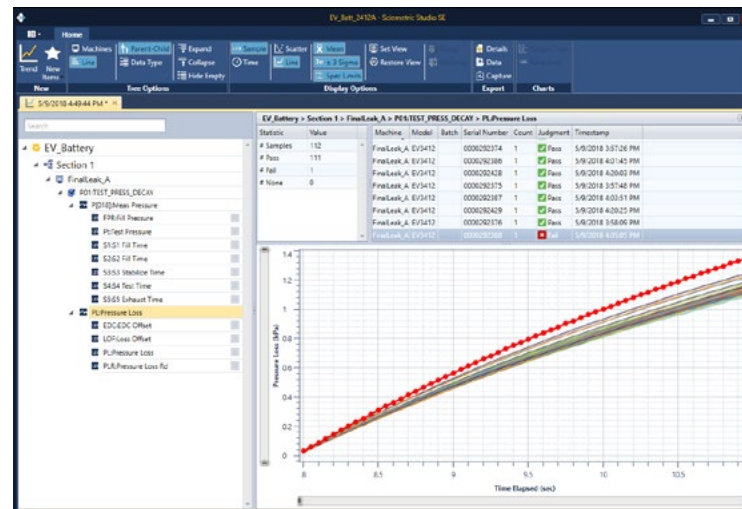 EV_Batt_2412A - Sciometric Studio SE
Home
Trend
New Items
Machines
Line
Parent-Child
Data Type
Expand
Collapse
Hide Empty
Sample
Time
Scatter
Line
Mean
± 3 Sigma
Spec Limits
Set View
Restore View
Details
Data
Capture
New
Tree Options
Display Options
Export
Charts
5/9/2018 4:49:44 PM *
Search
EV_Battery
Section 1
FinalLeak_A
P01:TEST_PRESS_DECAY
P[D18]:Meas Pressure
FPR:Fill Pressure
Pt:Test Pressure
S1:S1 Fill Time
S2:S2 Fill Time
S3:S3 Stabilize Time
S4:S4 Test Time
S5:S5 Exhaust Time
PL:Pressure Loss
EDC:EDC Offset
LOF:Loss Offset
PL:Pressure Loss
PLR:Pressure Loss Rd
EV_Battery > Section 1 > FinalLeak_A > P01:TEST_PRESS_DECAY > PL:Pressure Loss
Statistic Value
# Samples 112
# Pass 111
# Fail 1
# None 0
Machine Model Batch Serial Number Count Judgment Timestamp
FinalLeak_A EV3412 0000292374 1 Pass 5/9/2018 3:57:26 PM
FinalLeak_A EV3412 0000292386 1 Pass 5/9/2018 4:01:45 PM
FinalLeak_A EV3412 0000292428 1 Pass 5/9/2018 4:20:03 PM
FinalLeak_A EV3412 0000292375 1 Pass 5/9/2018 3:57:48 PM
FinalLeak_A EV3412 0000292387 1 Pass 5/9/2018 4:03:51 PM
FinalLeak_A EV3412 0000292429 1 Pass 5/9/2018 4:20:25 PM
FinalLeak_A EV3412 0000292376 1 Pass 5/9/2018 3:58:09 PM
FinalLeak_A EV3412 1 Fail
1.4
1.2
1
0.8
0.6
0.4
0.2
0
Pressure Loss (kPa)
8 8.5 9 9.5 10 10.5
Time Elapsed (sec)